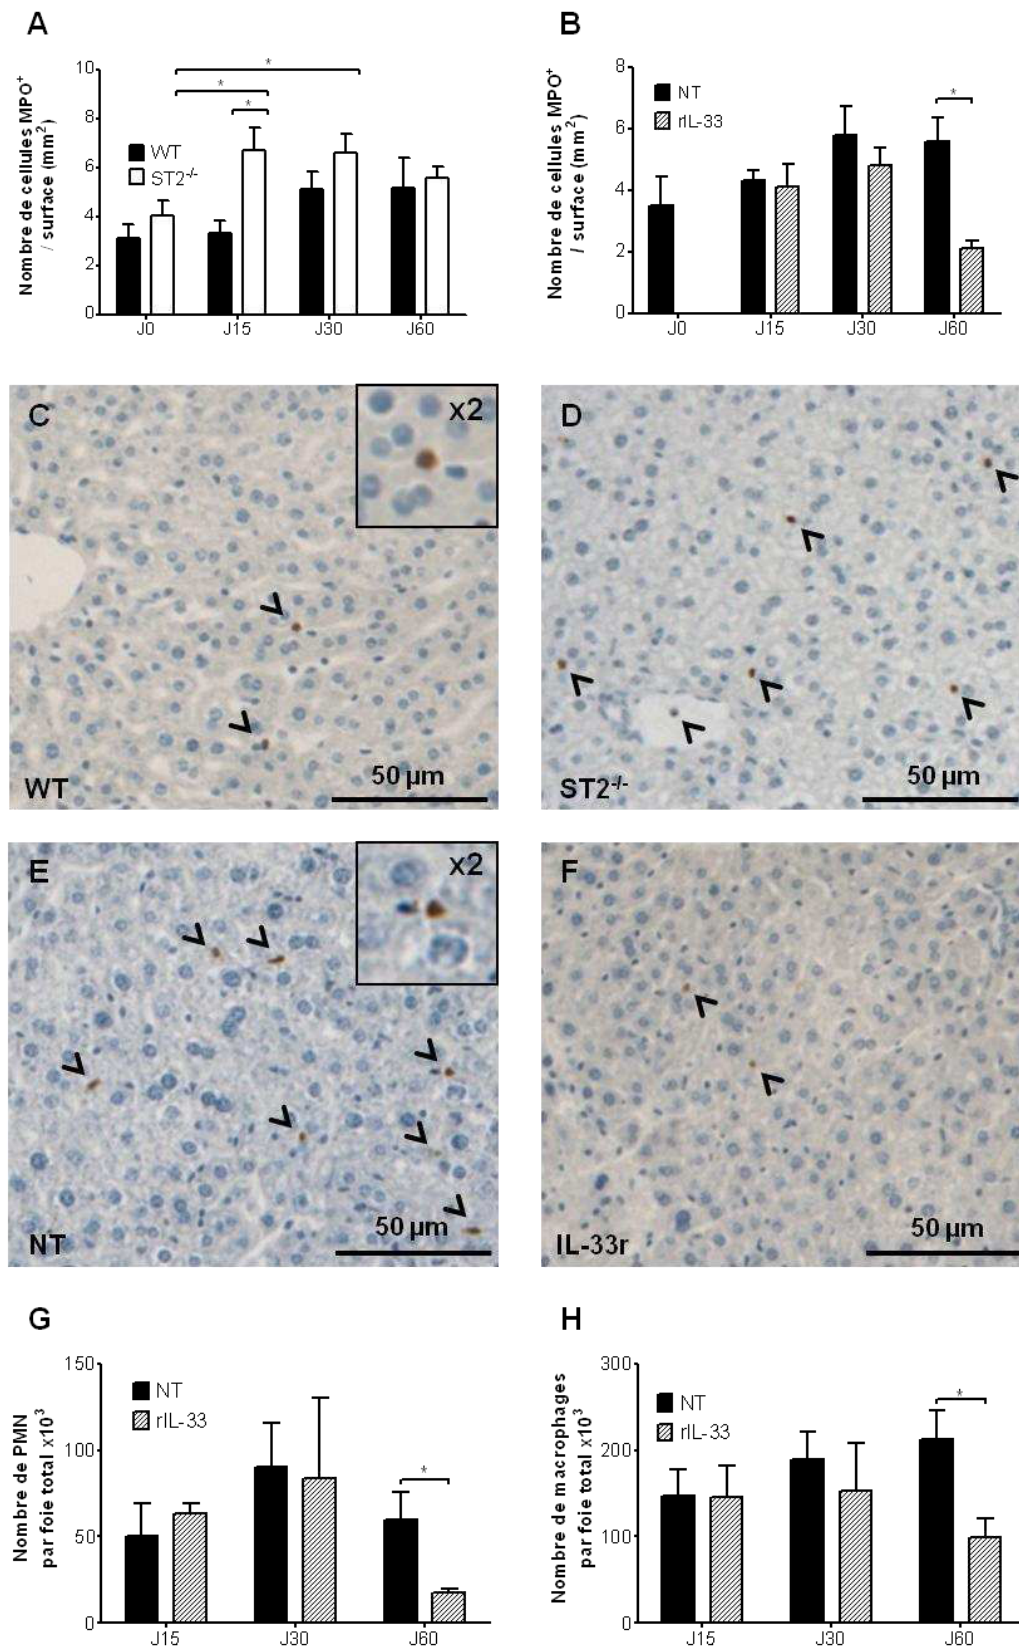 A
Nombre de cellules MPO⁺
/ surface (mm²)
10
8
6
4
2
0
*
*
*
WT
ST2⁻/⁻
J0
J15
J30
J60
B
Nombre de cellules MPO⁺
/ surface (mm²)
8
6
4
2
0
NT
rIL-33
*
J0
J15
J30
J60
C
x2
50 µm
WT
D
50 µm
ST2⁻/⁻
E
x2
50 µm
NT
F
50 µm
IL-33r
G
Nombre de PMN
par foie total x10³
150
100
50
0
NT
rIL-33
*
J15
J30
J60
H
Nombre de macrophages
par foie total x10³
300
200
100
0
NT
rIL-33
*
J15
J30
J60